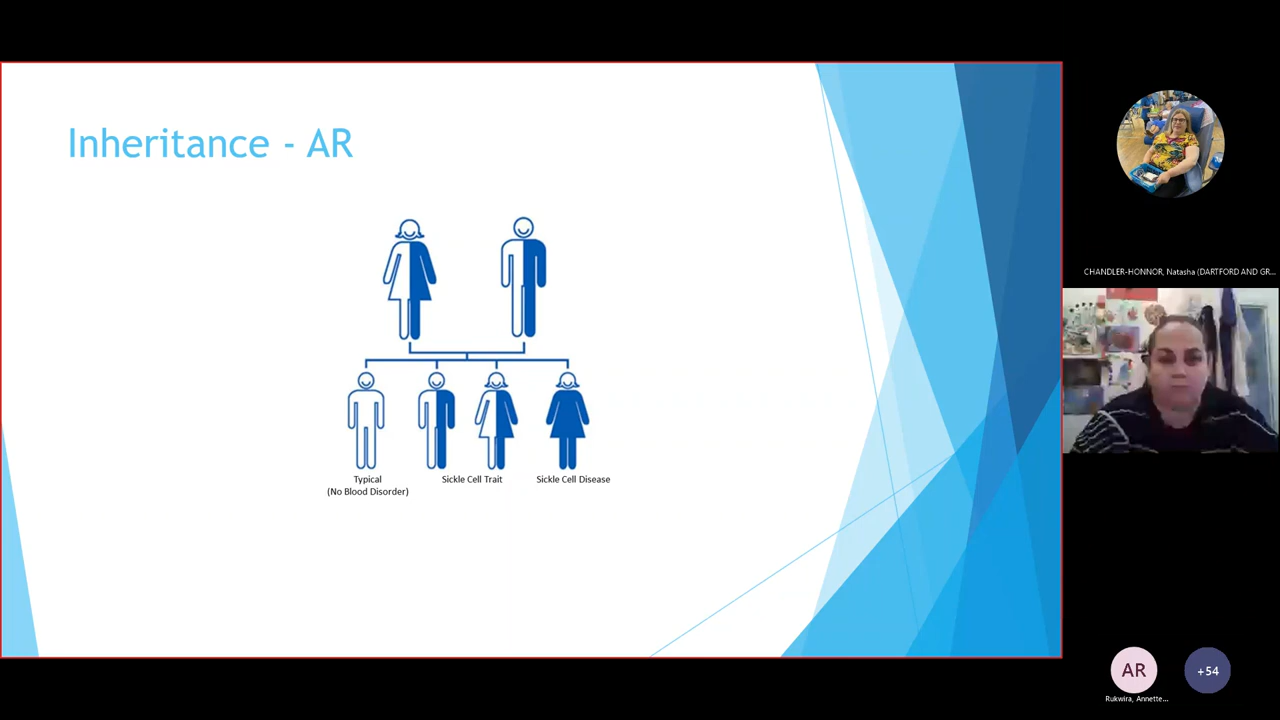 Inheritance - AR
Typical
(No Blood Disorder)
Sickle Cell Trait
Sickle Cell Disease
CHANDLER-HONNOR, Natasha (DARTFORD AND GR...
AR
+54
Rukwira, Annette...